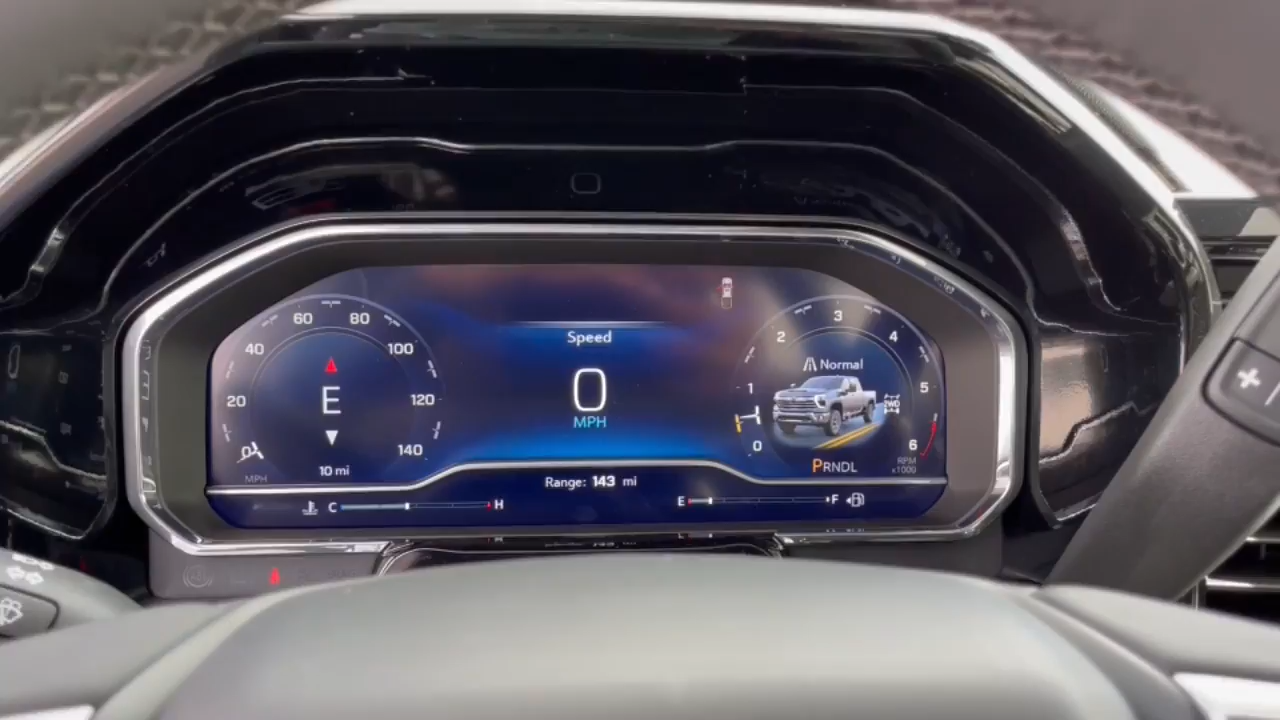 60 80
40 100
20 120
140
E
10 mi
MPH
Speed
0
MPH
Range: 143 mi
3
2 4
1 5
0 6
Normal
2WD
PRNDL
RPM
x1000
C H
E F